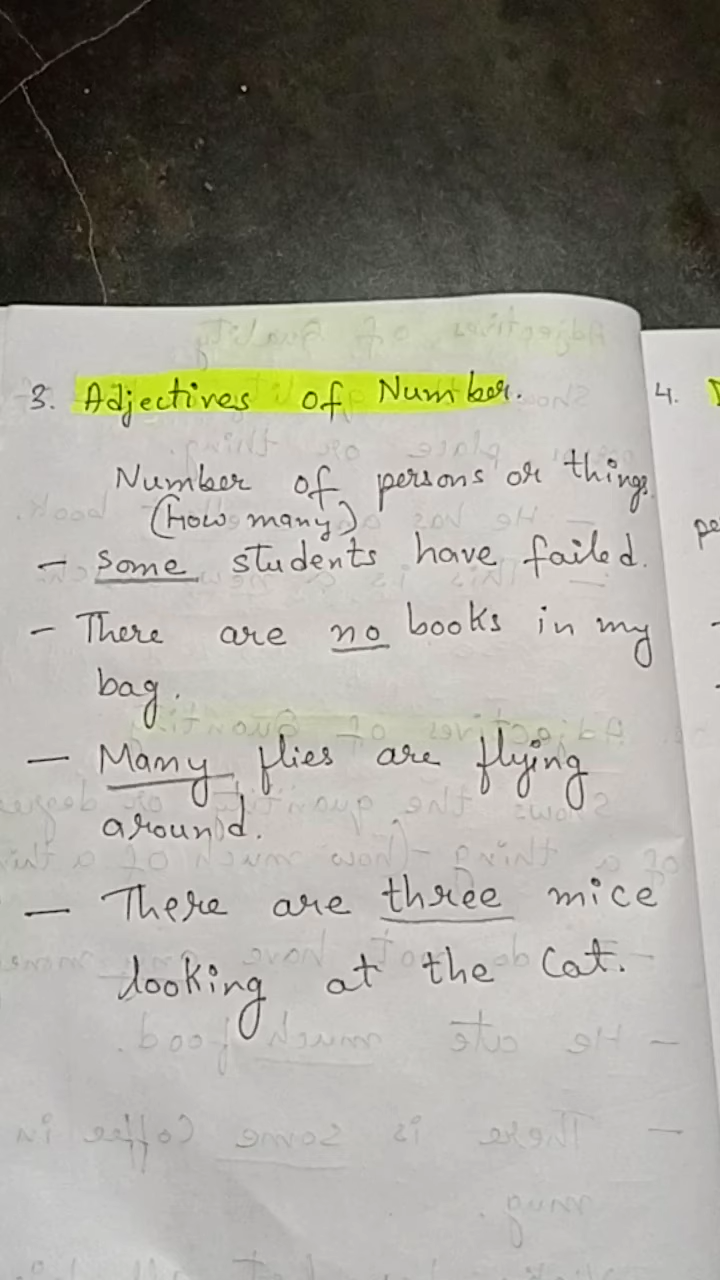 3. Adjectives of Number.
Number of persons or things
(how many)
- Some students have failed.
- There are no books in my
bag.
- Many flies are flying
around.
- There are three mice
looking at the cat.
4.